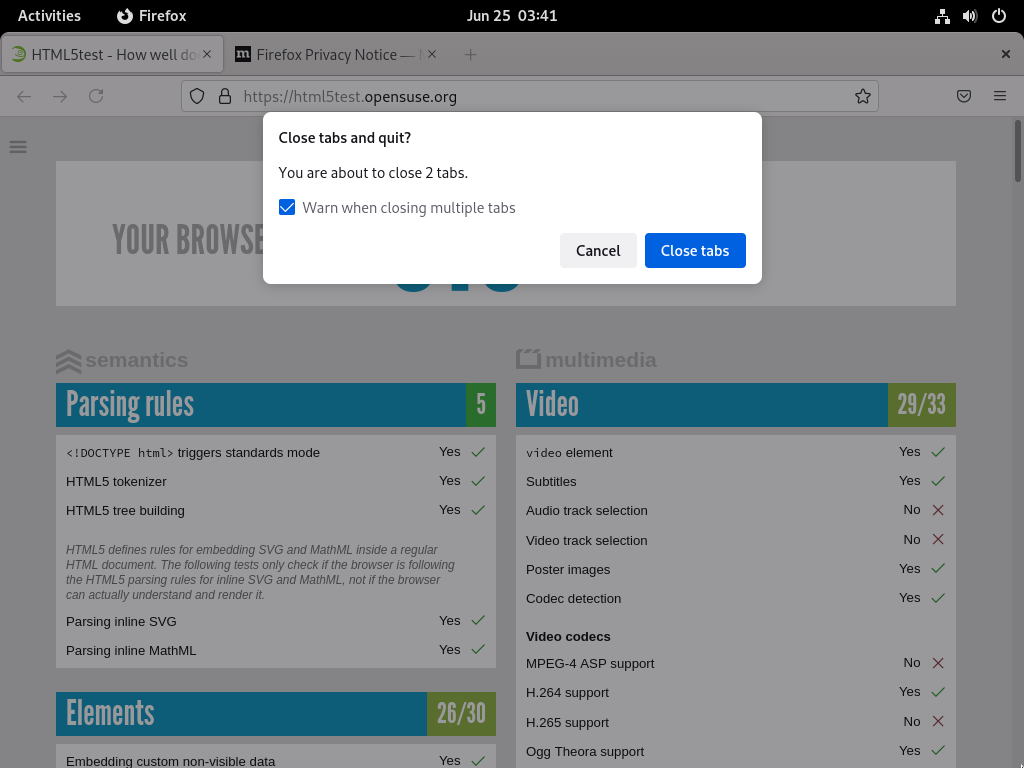 Activities
Firefox
Jun 25 03:41
HTML5test - How well do
Firefox Privacy Notice —
https://html5test.opensuse.org
Close tabs and quit?
You are about to close 2 tabs.
Warn when closing multiple tabs
Cancel
Close tabs
YOUR BROWSE
semantics
Parsing rules 5
<!DOCTYPE html> triggers standards mode Yes
HTML5 tokenizer Yes
HTML5 tree building Yes
HTML5 defines rules for embedding SVG and MathML inside a regular
HTML document. The following tests only check if the browser is following
the HTML5 parsing rules for inline SVG and MathML, not if the browser
can actually understand and render it.
Parsing inline SVG Yes
Parsing inline MathML Yes
Elements 26/30
Embedding custom non-visible data Yes
multimedia
Video 29/33
video element Yes
Subtitles Yes
Audio track selection No
Video track selection No
Poster images Yes
Codec detection Yes
Video codecs
MPEG-4 ASP support No
H.264 support Yes
H.265 support No
Ogg Theora support Yes